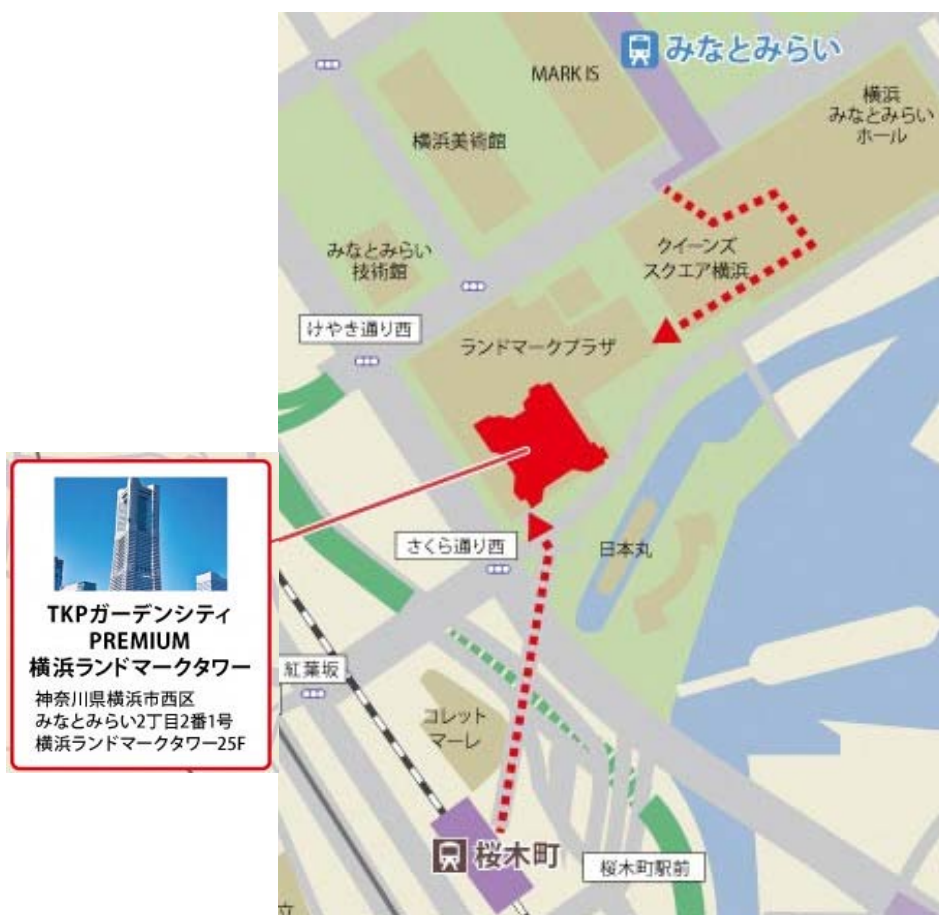 みなとみらい
MARK IS
横浜
みなとみらい
ホール
横浜美術館
みなとみらい
技術館
クイーンズ
スクエア横浜
けやき通り西
ランドマークプラザ
さくら通り西
日本丸
TKPガーデンシティ
PREMIUM
横浜ランドマークタワー
神奈川県横浜市西区
みなとみらい2丁目2番1号
横浜ランドマークタワー25F
紅葉坂
コレット
マーレ
桜木町
桜木町駅前
立